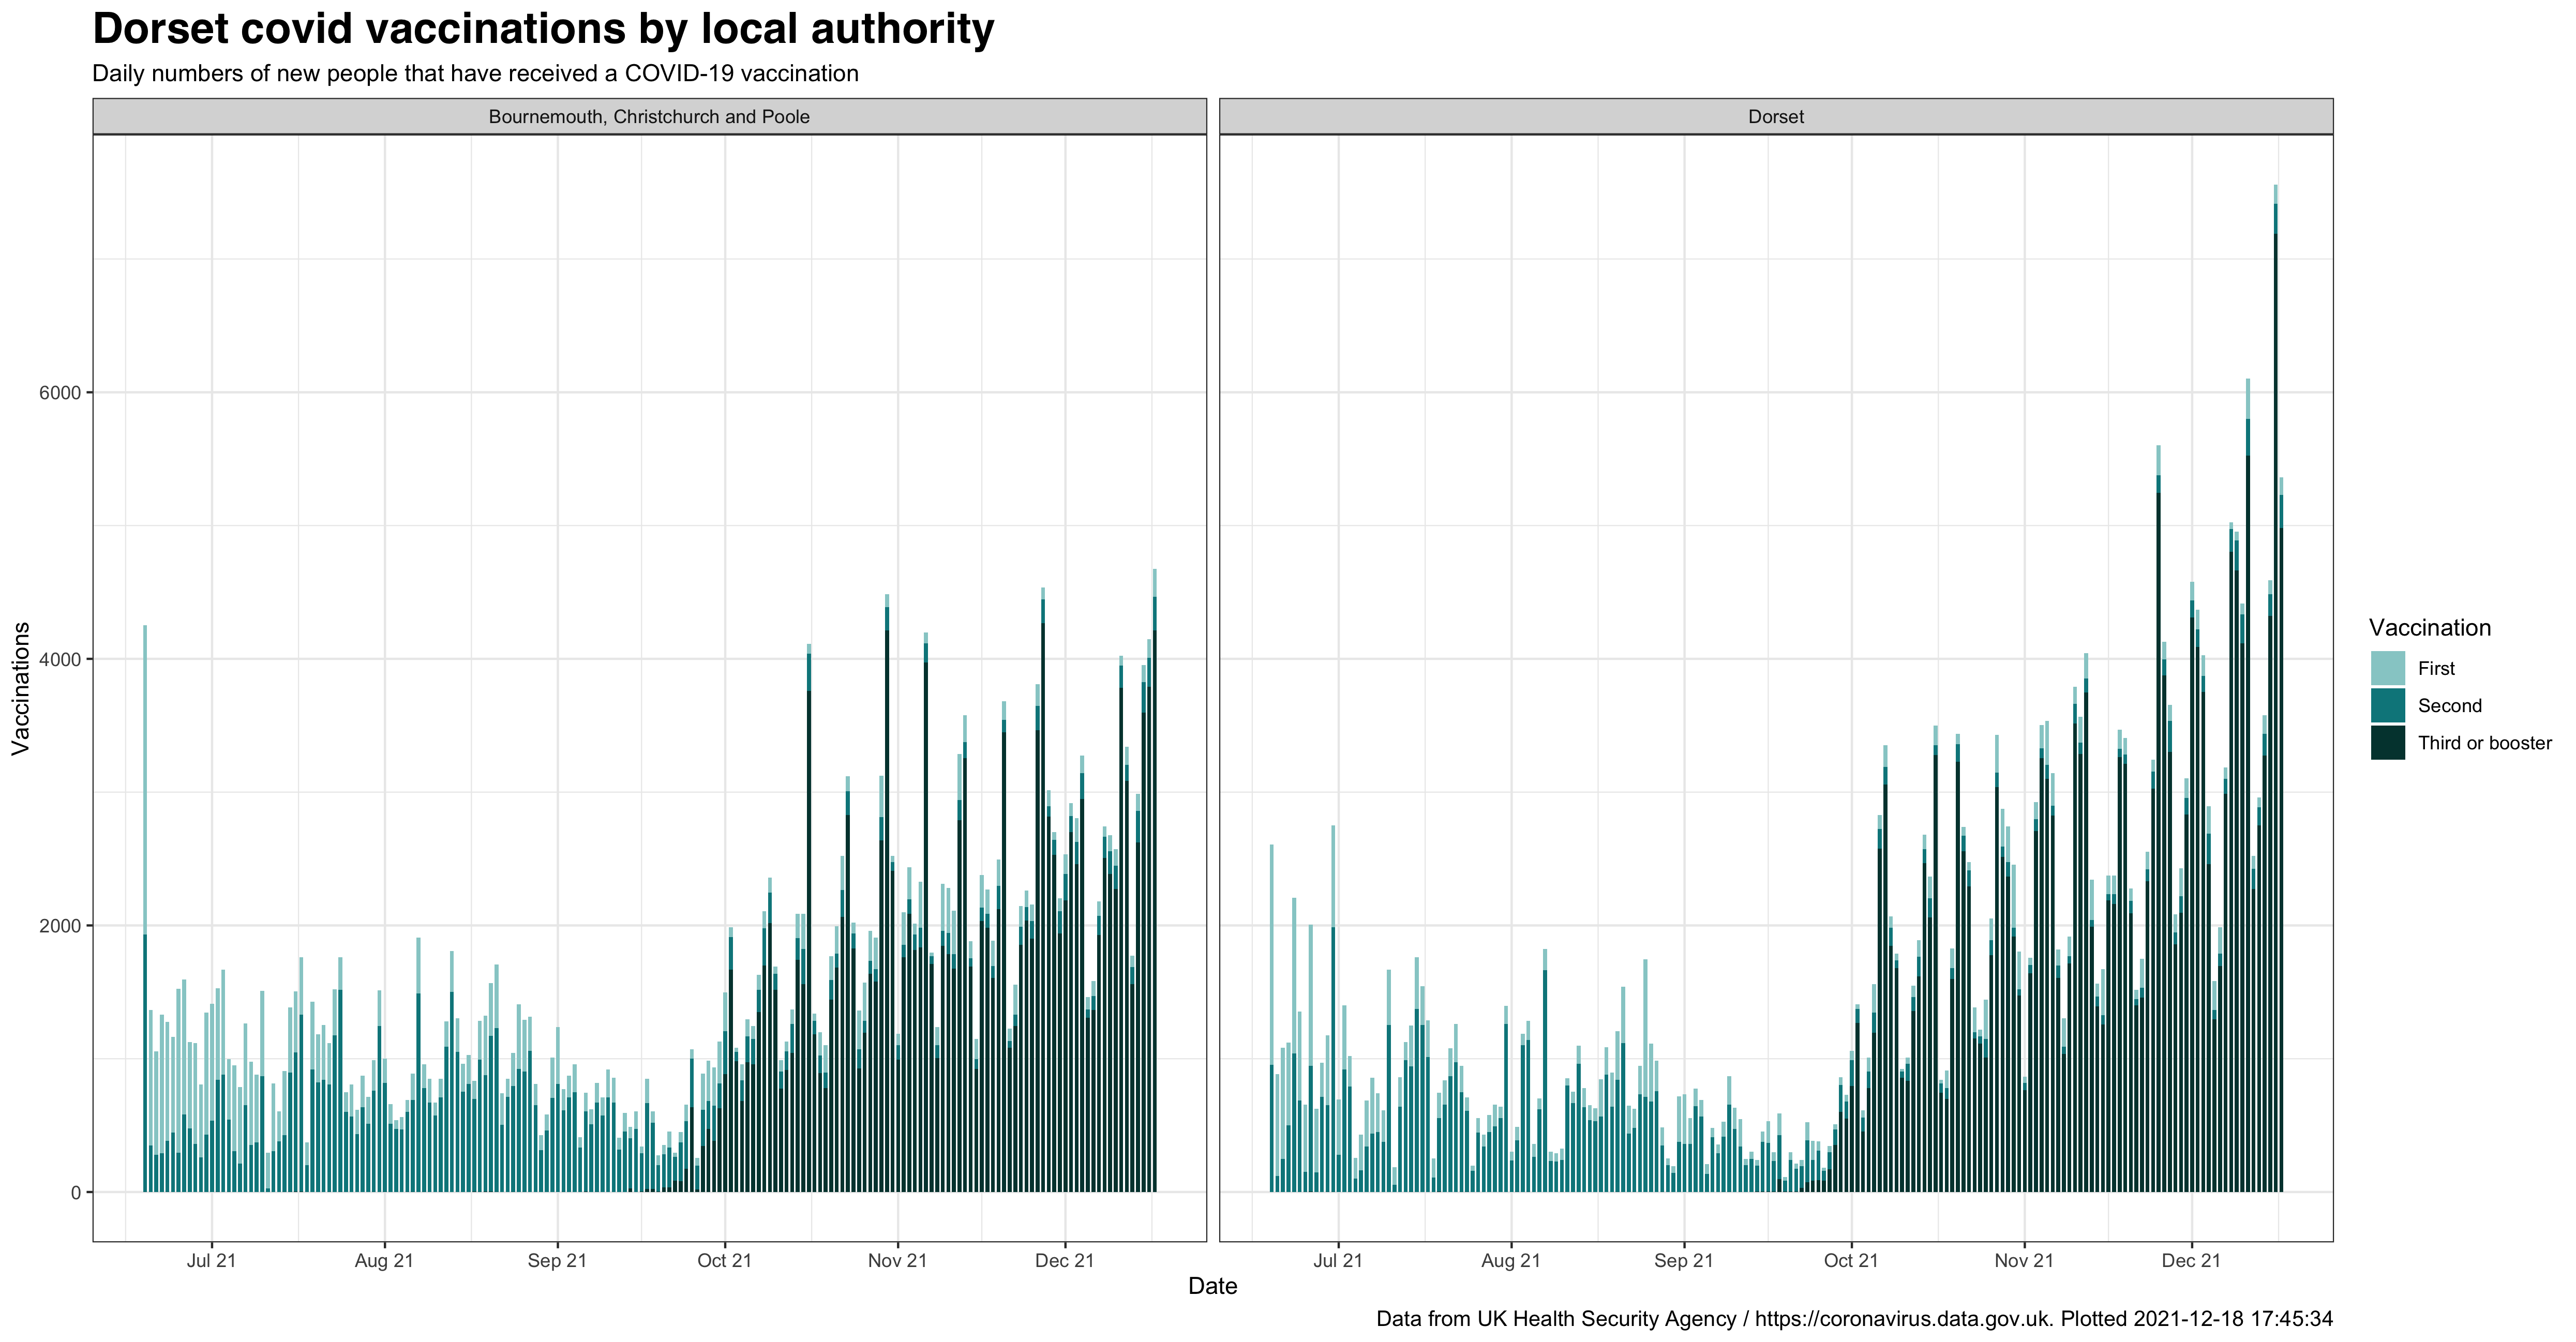 Dorset covid vaccinations by local authority
Daily numbers of new people that have received a COVID-19 vaccination
Bournemouth, Christchurch and Poole
Dorset
Vaccinations
6000
4000
2000
0
Jul 21
Aug 21
Sep 21
Oct 21
Nov 21
Dec 21
Jul 21
Aug 21
Sep 21
Oct 21
Nov 21
Dec 21
Date
Vaccination
First
Second
Third or booster
Data from UK Health Security Agency / https://coronavirus.data.gov.uk. Plotted 2021-12-18 17:45:34